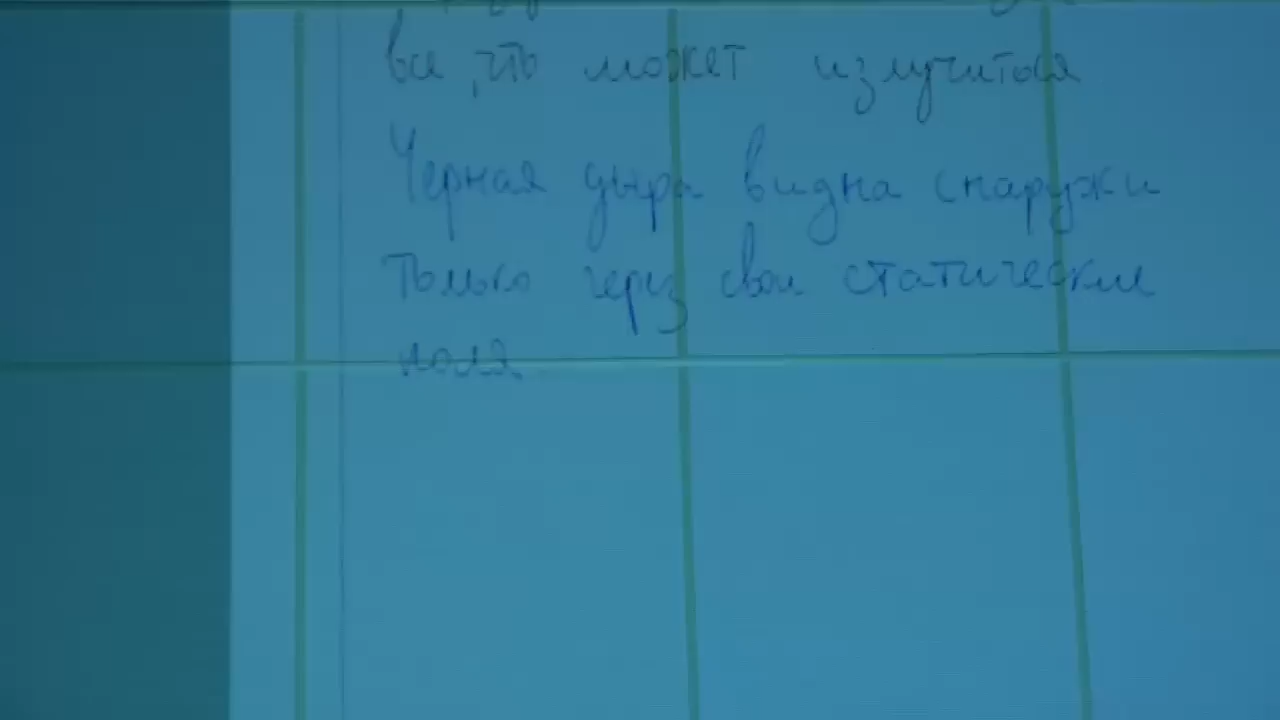 все, что может излучиться
Черная дыра видна снаружи
только через свои статические
поля.